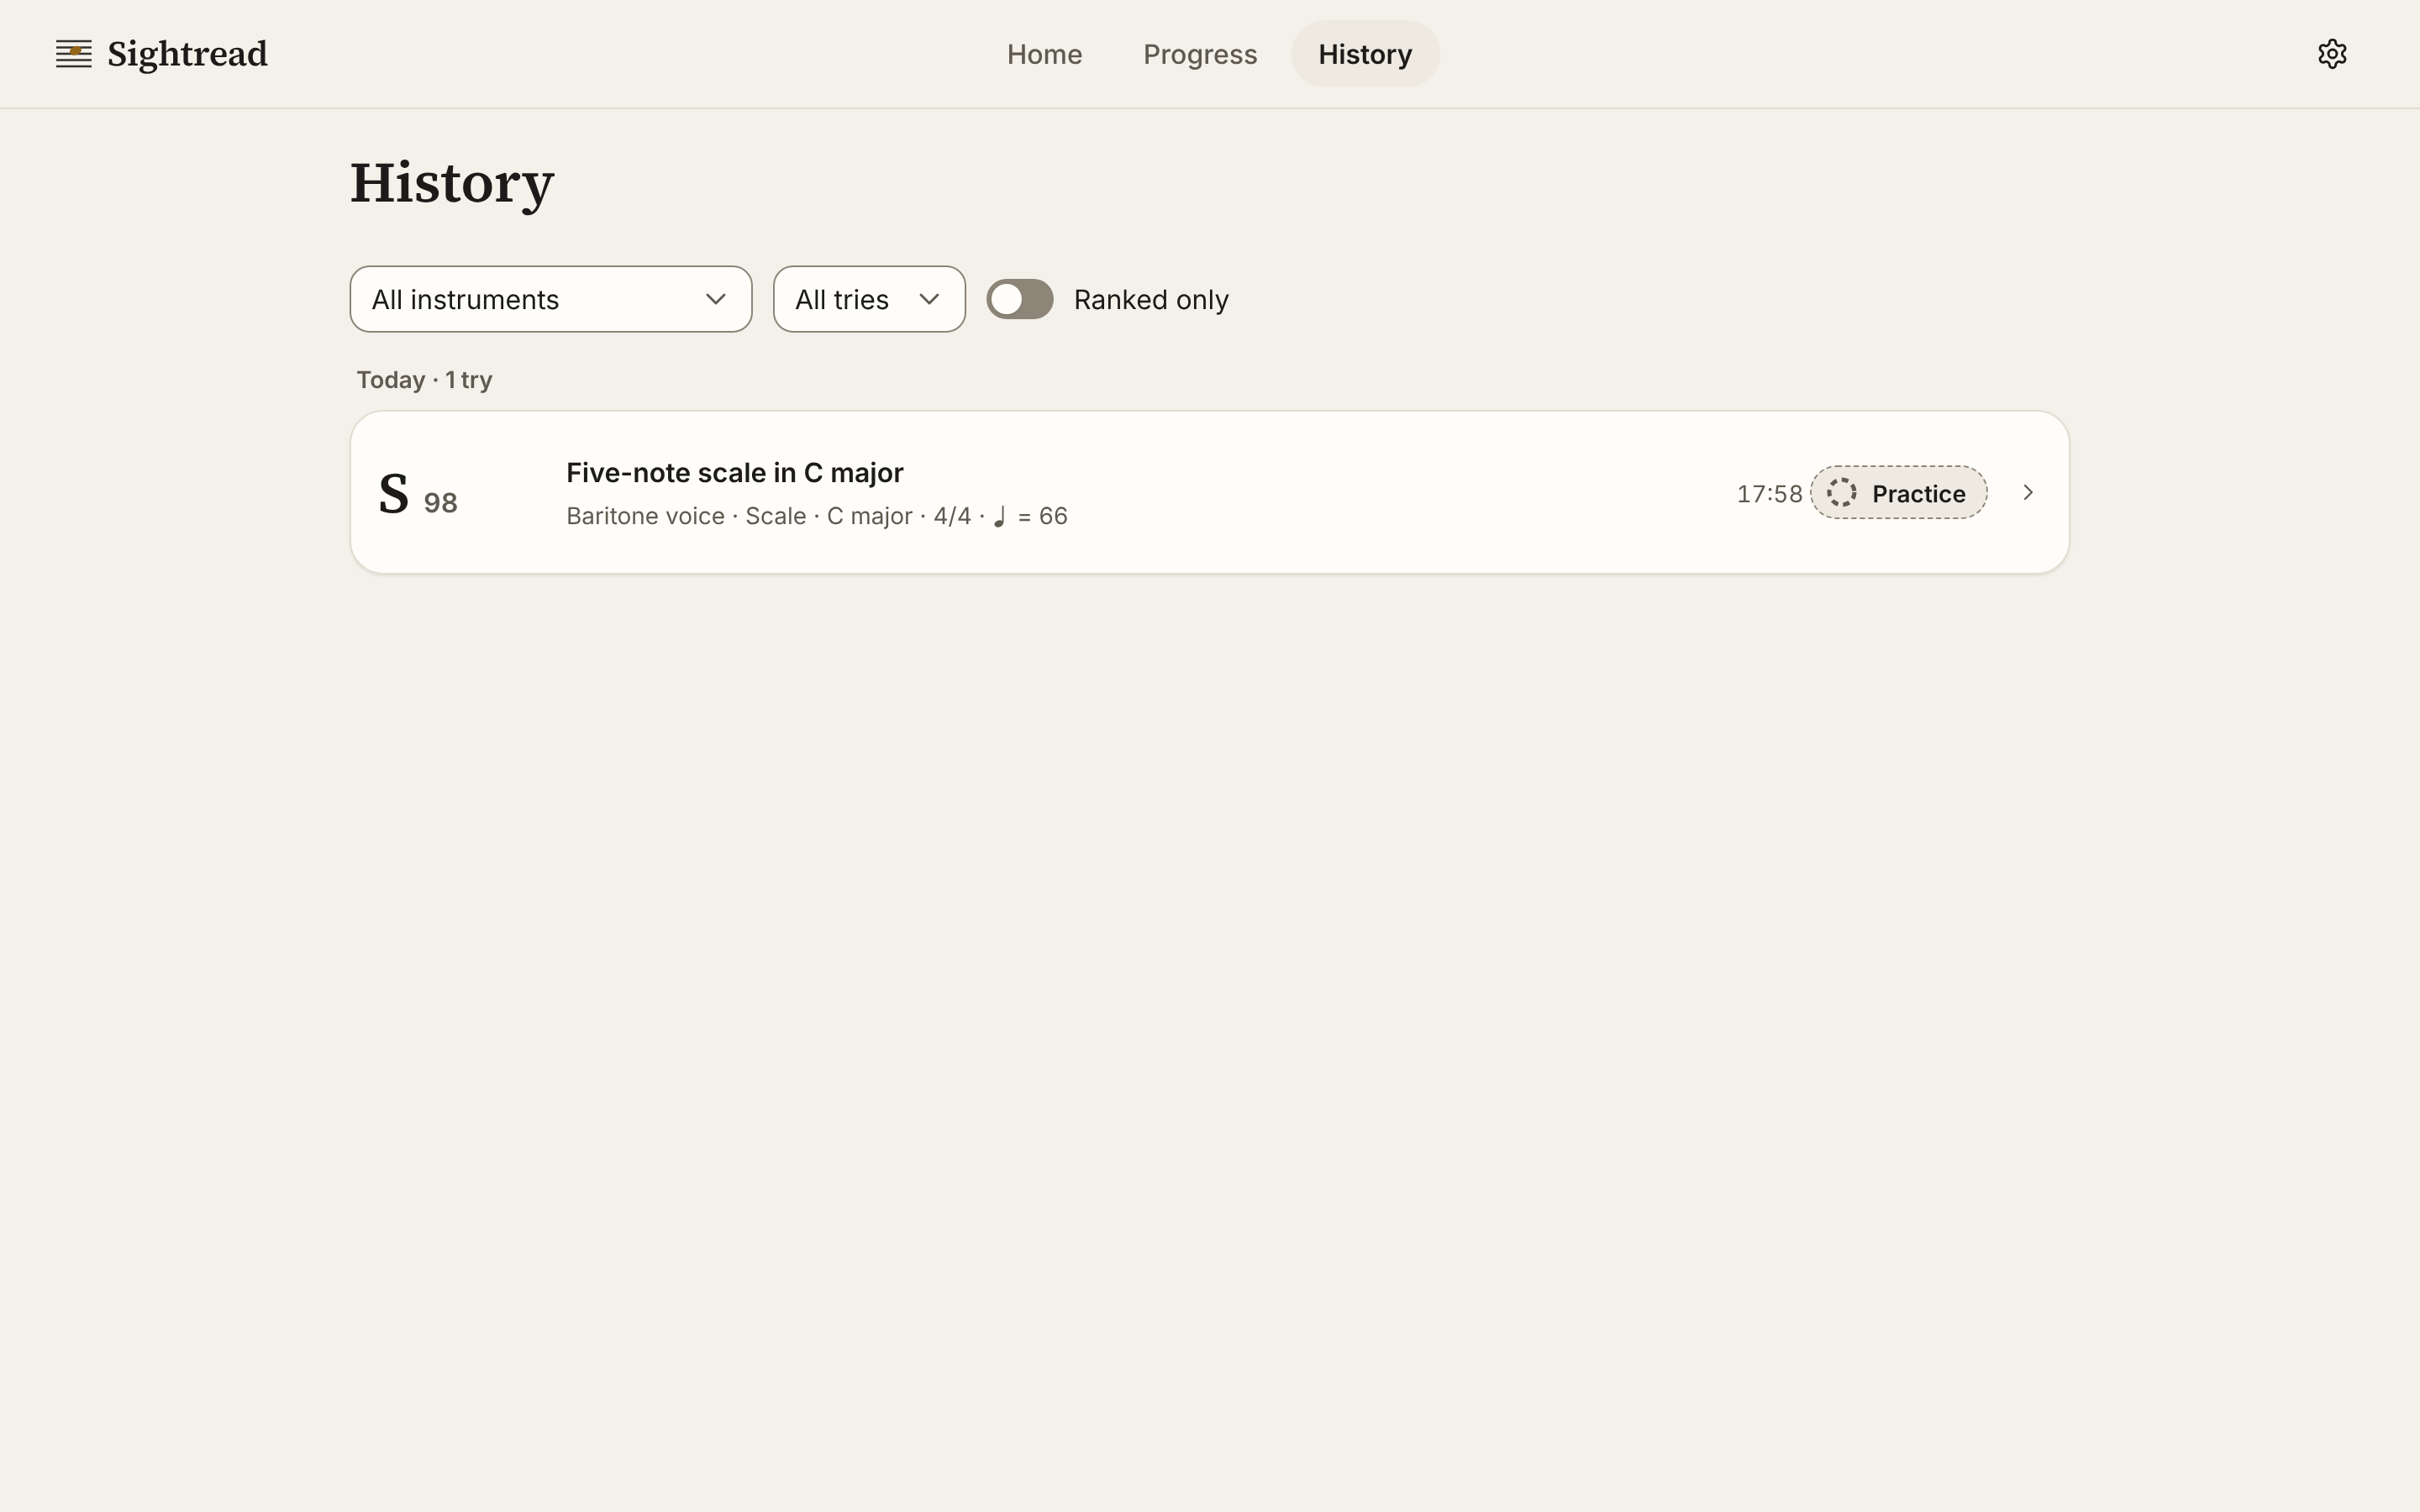 Sightread
Home Progress History
History
All instruments All tries Ranked only
Today · 1 try
S 98
Five-note scale in C major
Baritone voice · Scale · C major · 4/4 · ♩ = 66
17:58 Practice